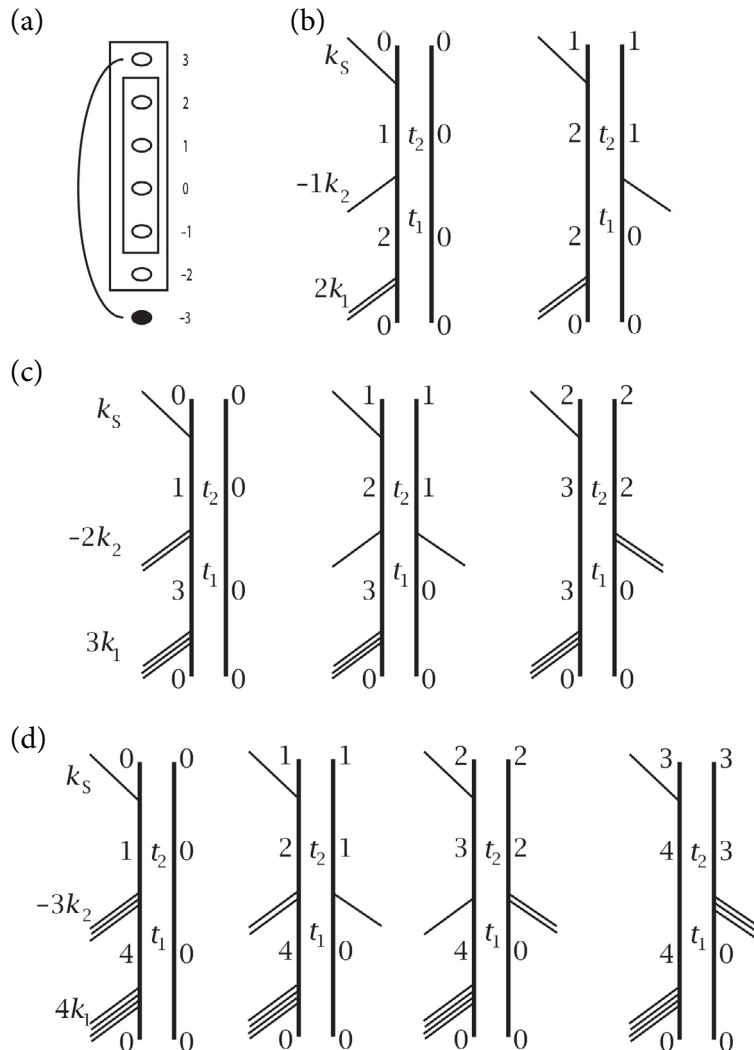 (a)
3
2
1
0
-1
-2
-3
(b)
0 0 1 1
k_S
1 t_2 0 2 t_2 1
-1k_2
2 t_1 0 2 t_1 0
2k_1
0 0 0 0
(c)
0 0 1 1 2 2
k_S
1 t_2 0 2 t_2 1 3 t_2 2
-2k_2
3 t_1 0 3 t_1 0 3 t_1 0
3k_1
0 0 0 0 0 0
(d)
0 0 1 1 2 2 3 3
k_S
1 t_2 0 2 t_2 1 3 t_2 2 4 t_2 3
-3k_2
4 t_1 0 4 t_1 0 4 t_1 0 4 t_1 0
4k_1
0 0 0 0 0 0 0 0